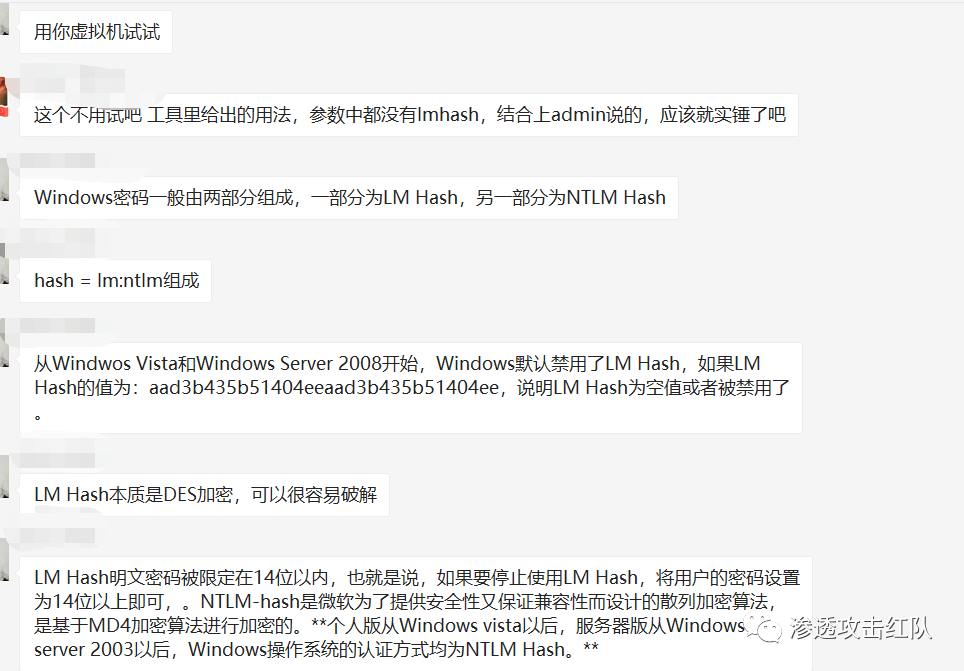 用你虚拟机试试
这个不用试吧 工具里给出的用法，参数中都没有lmhash，结合上admin说的，应该就实锤了吧
Windows密码一般由两部分组成，一部分为LM Hash，另一部分为NTLM Hash
hash = lm:ntlm组成
从Windwos Vista和Windows Server 2008开始，Windows默认禁用了LM Hash，如果LM
Hash的值为：aad3b435b51404eeaad3b435b51404ee，说明LM Hash为空值或者被禁用了
。
LM Hash本质是DES加密，可以很容易破解
LM Hash明文密码被限定在14位以内，也就是说，如果要停止使用LM Hash，将用户的密码设置
为14位以上即可，。NTLM-hash是微软为了提供安全性又保证兼容性而设计的散列加密算法，
是基于MD4加密算法进行加密的。**个人版从Windows vista以后，服务器版从Windows
server 2003以后，Windows操作系统的认证方式均为NTLM Hash。**
渗透攻击红队